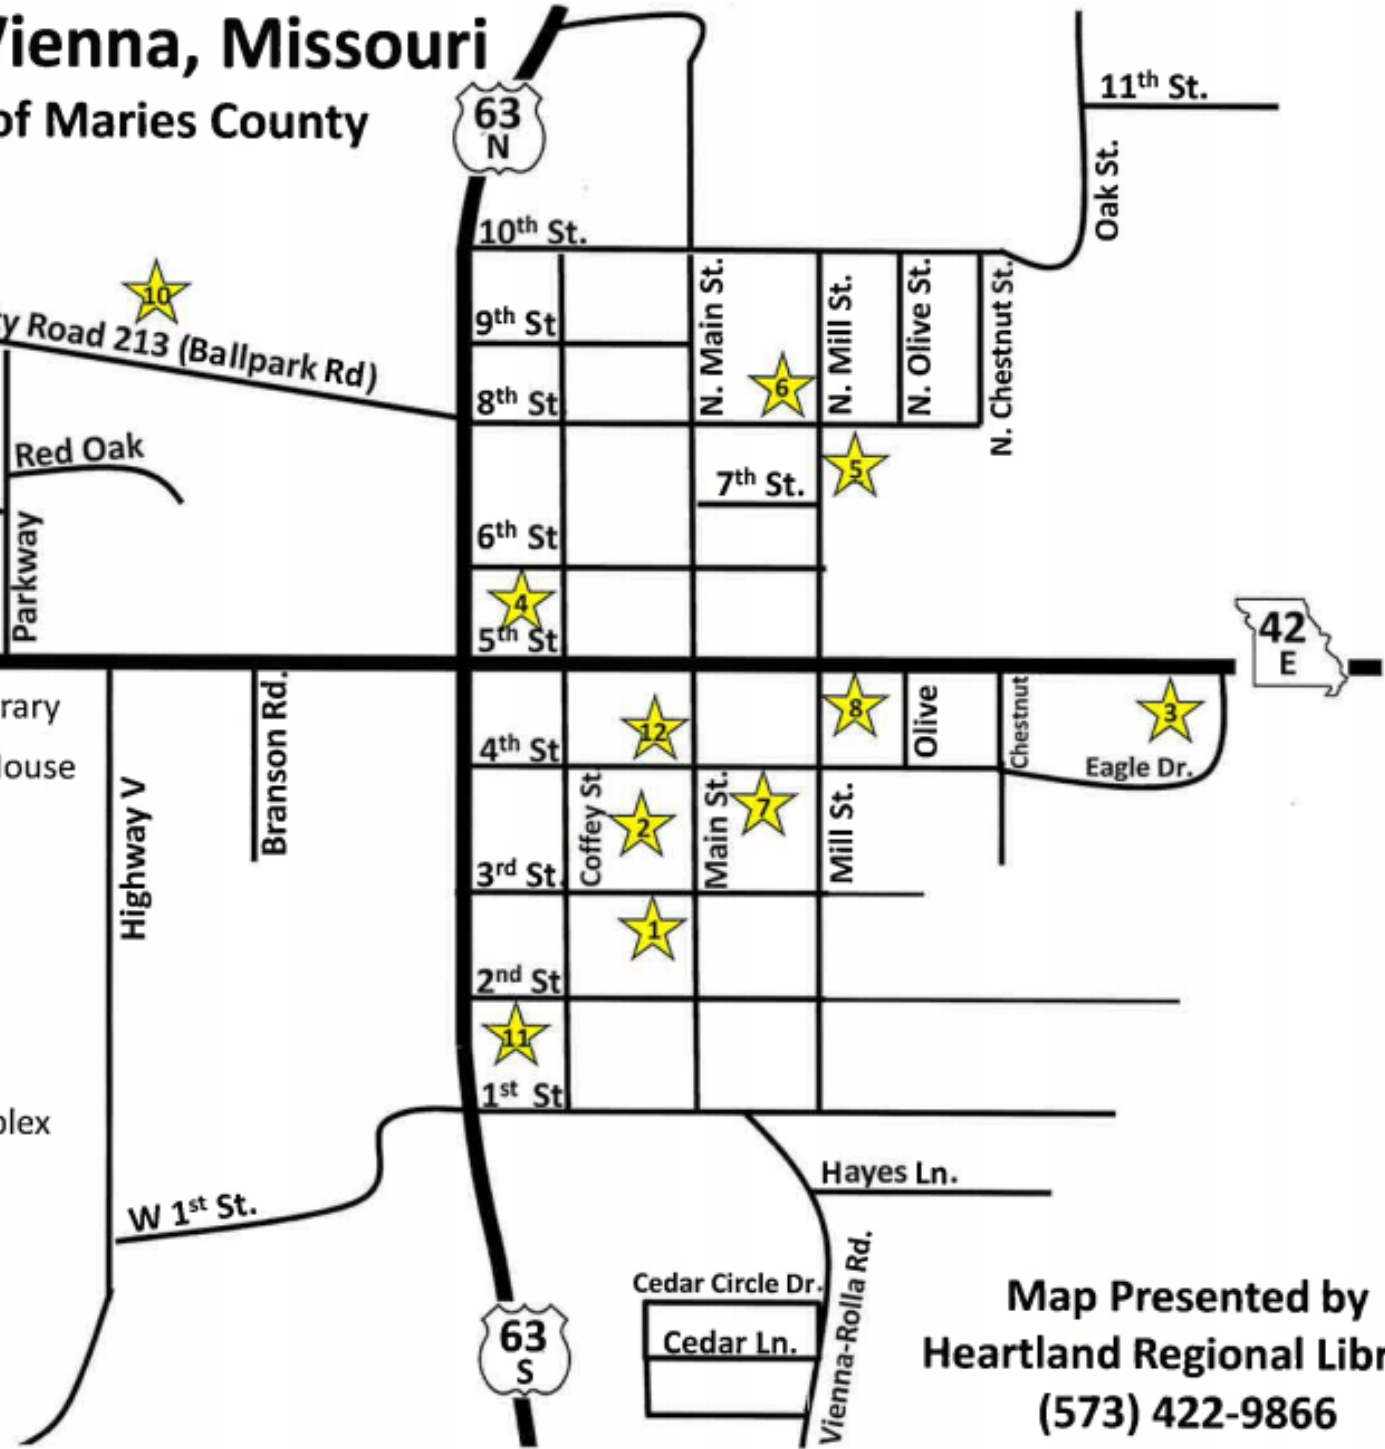 Vienna, Missouri
of Maries County
63
N
11th St.
Oak St.
10th St.
10
Road 213 (Ballpark Rd)
9th St
N. Main St.
N. Mill St.
N. Olive St.
N. Chestnut St.
6
8th St
Red Oak
5
7th St.
6th St
Parkway
4
5th St
42
E
Branson Rd.
12
8
Olive
Chestnut
3
4th St
Eagle Dr.
Highway V
Coffey St.
2
Main St.
7
Mill St.
3rd St.
1
2nd St
11
1st St
W 1st St.
Hayes Ln.
Vienna-Rolla Rd.
Cedar Circle Dr.
Cedar Ln.
63
S
Map Presented by
Heartland Regional Libr
(573) 422-9866